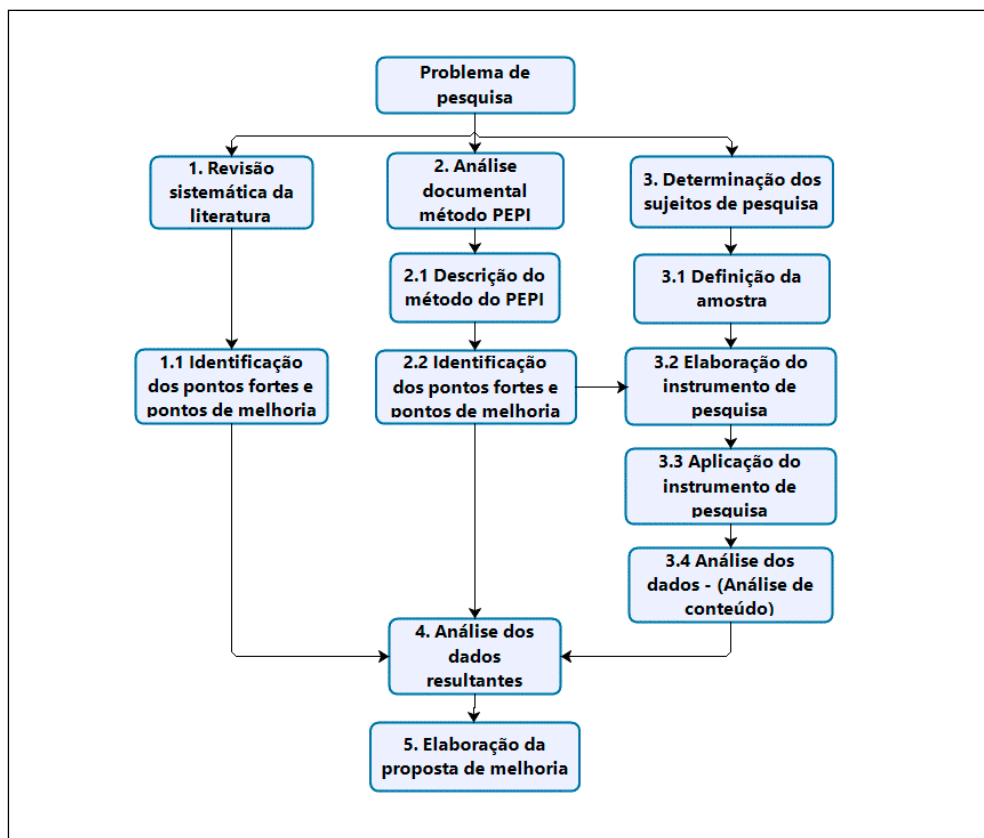 Problema de
pesquisa
1. Revisão
sistemática da
literatura
2. Análise
documental
método PEPI
3. Determinação dos
sujeitos de pesquisa
2.1 Descrição do
método do PEPI
3.1 Definição da
amostra
1.1 Identificação
dos pontos fortes e
pontos de melhoria
2.2 Identificação
dos pontos fortes e
pontos de melhoria
3.2 Elaboração do
instrumento de
pesquisa
3.3 Aplicação do
instrumento de
pesquisa
3.4 Análise dos
dados - (Análise de
conteúdo)
4. Análise dos
dados
resultantes
5. Elaboração da
proposta de melhoria